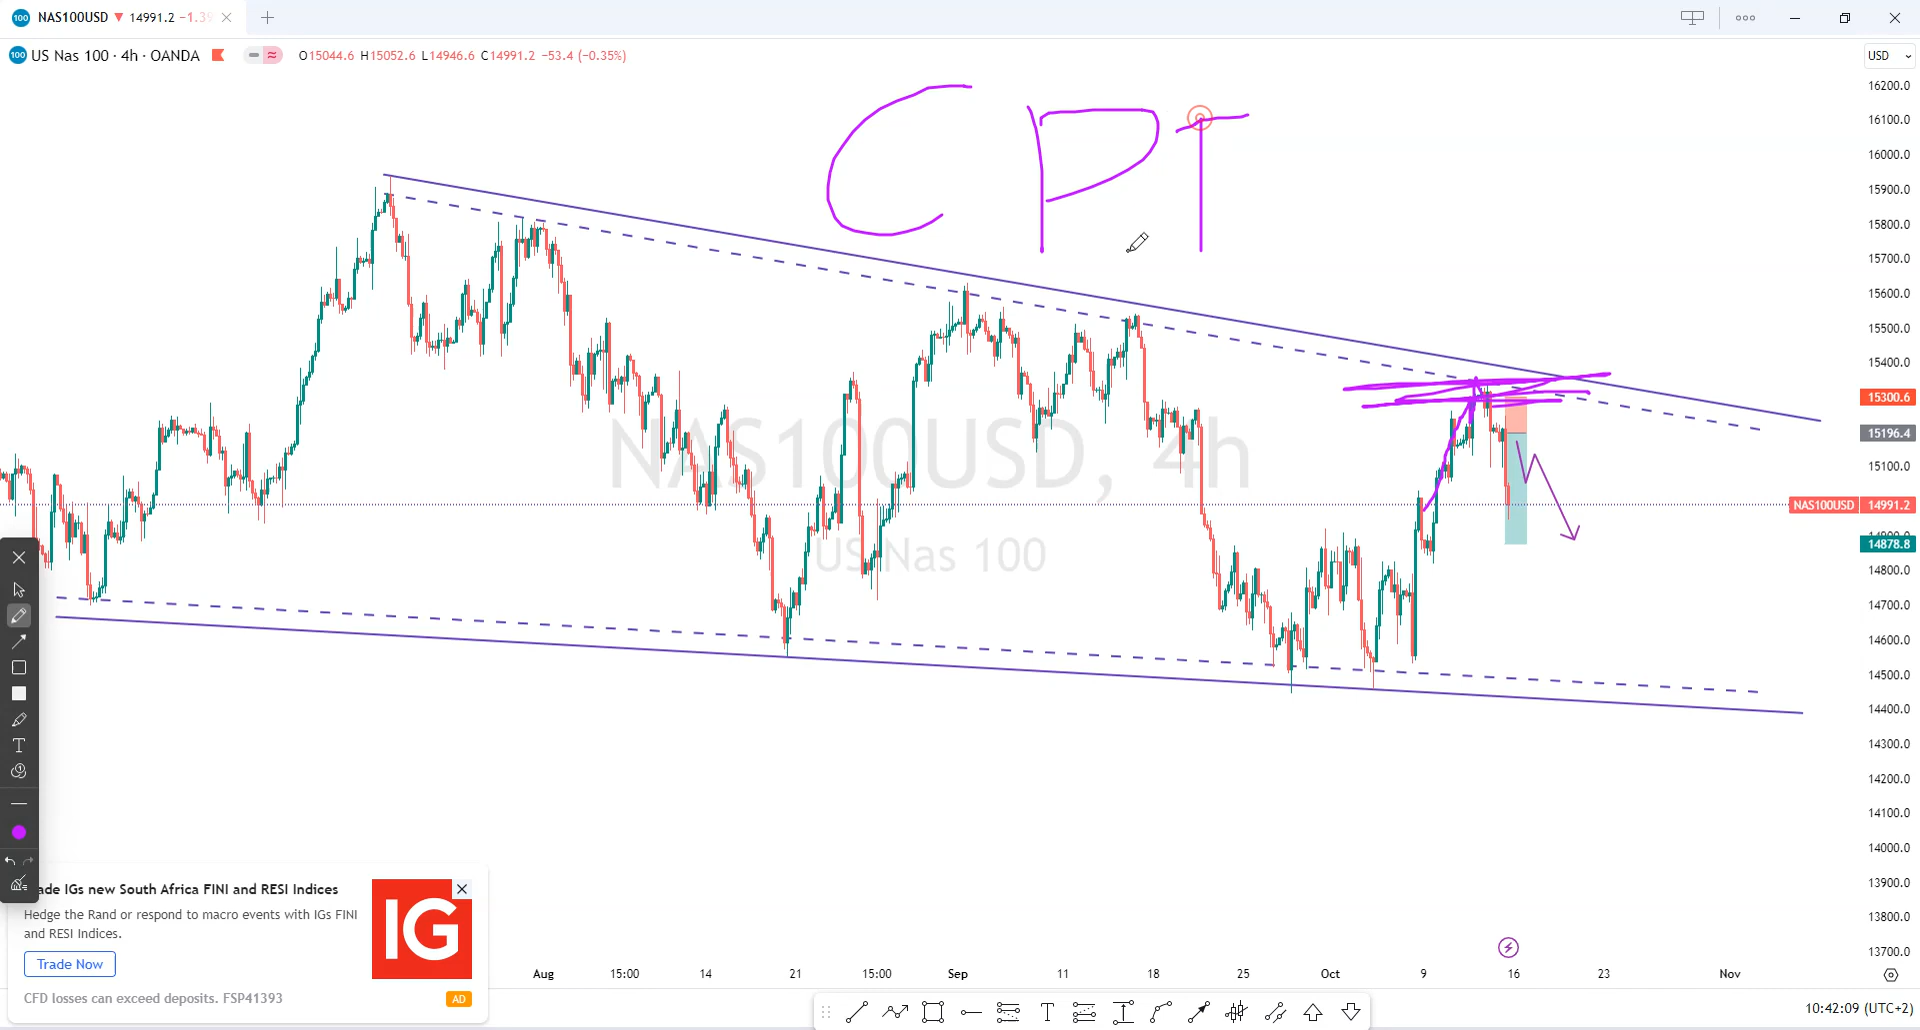 NAS100USD ▼ 14991.2 −1.39
US Nas 100 · 4h · OANDA O15044.6 H15052.6 L14946.6 C14991.2 −53.4 (−0.35%)
USD
CPT
16200.0
16100.0
16000.0
15900.0
15800.0
15700.0
15600.0
15500.0
15400.0
15300.6
15196.4
15100.0
NAS100USD 14991.2
14900.0
14878.8
14800.0
14700.0
14600.0
14500.0
14400.0
14300.0
14200.0
14100.0
14000.0
13900.0
13800.0
13700.0
NAS100USD, 4h
US Nas 100
ade IGs new South Africa FINI and RESI Indices
Hedge the Rand or respond to macro events with IGs FINI
and RESI Indices.
Trade Now
CFD losses can exceed deposits. FSP41393
IG
AD
Aug 15:00 14 21 15:00 Sep 11 18 25 Oct 9 16 23 Nov
10:42:09 (UTC+2)